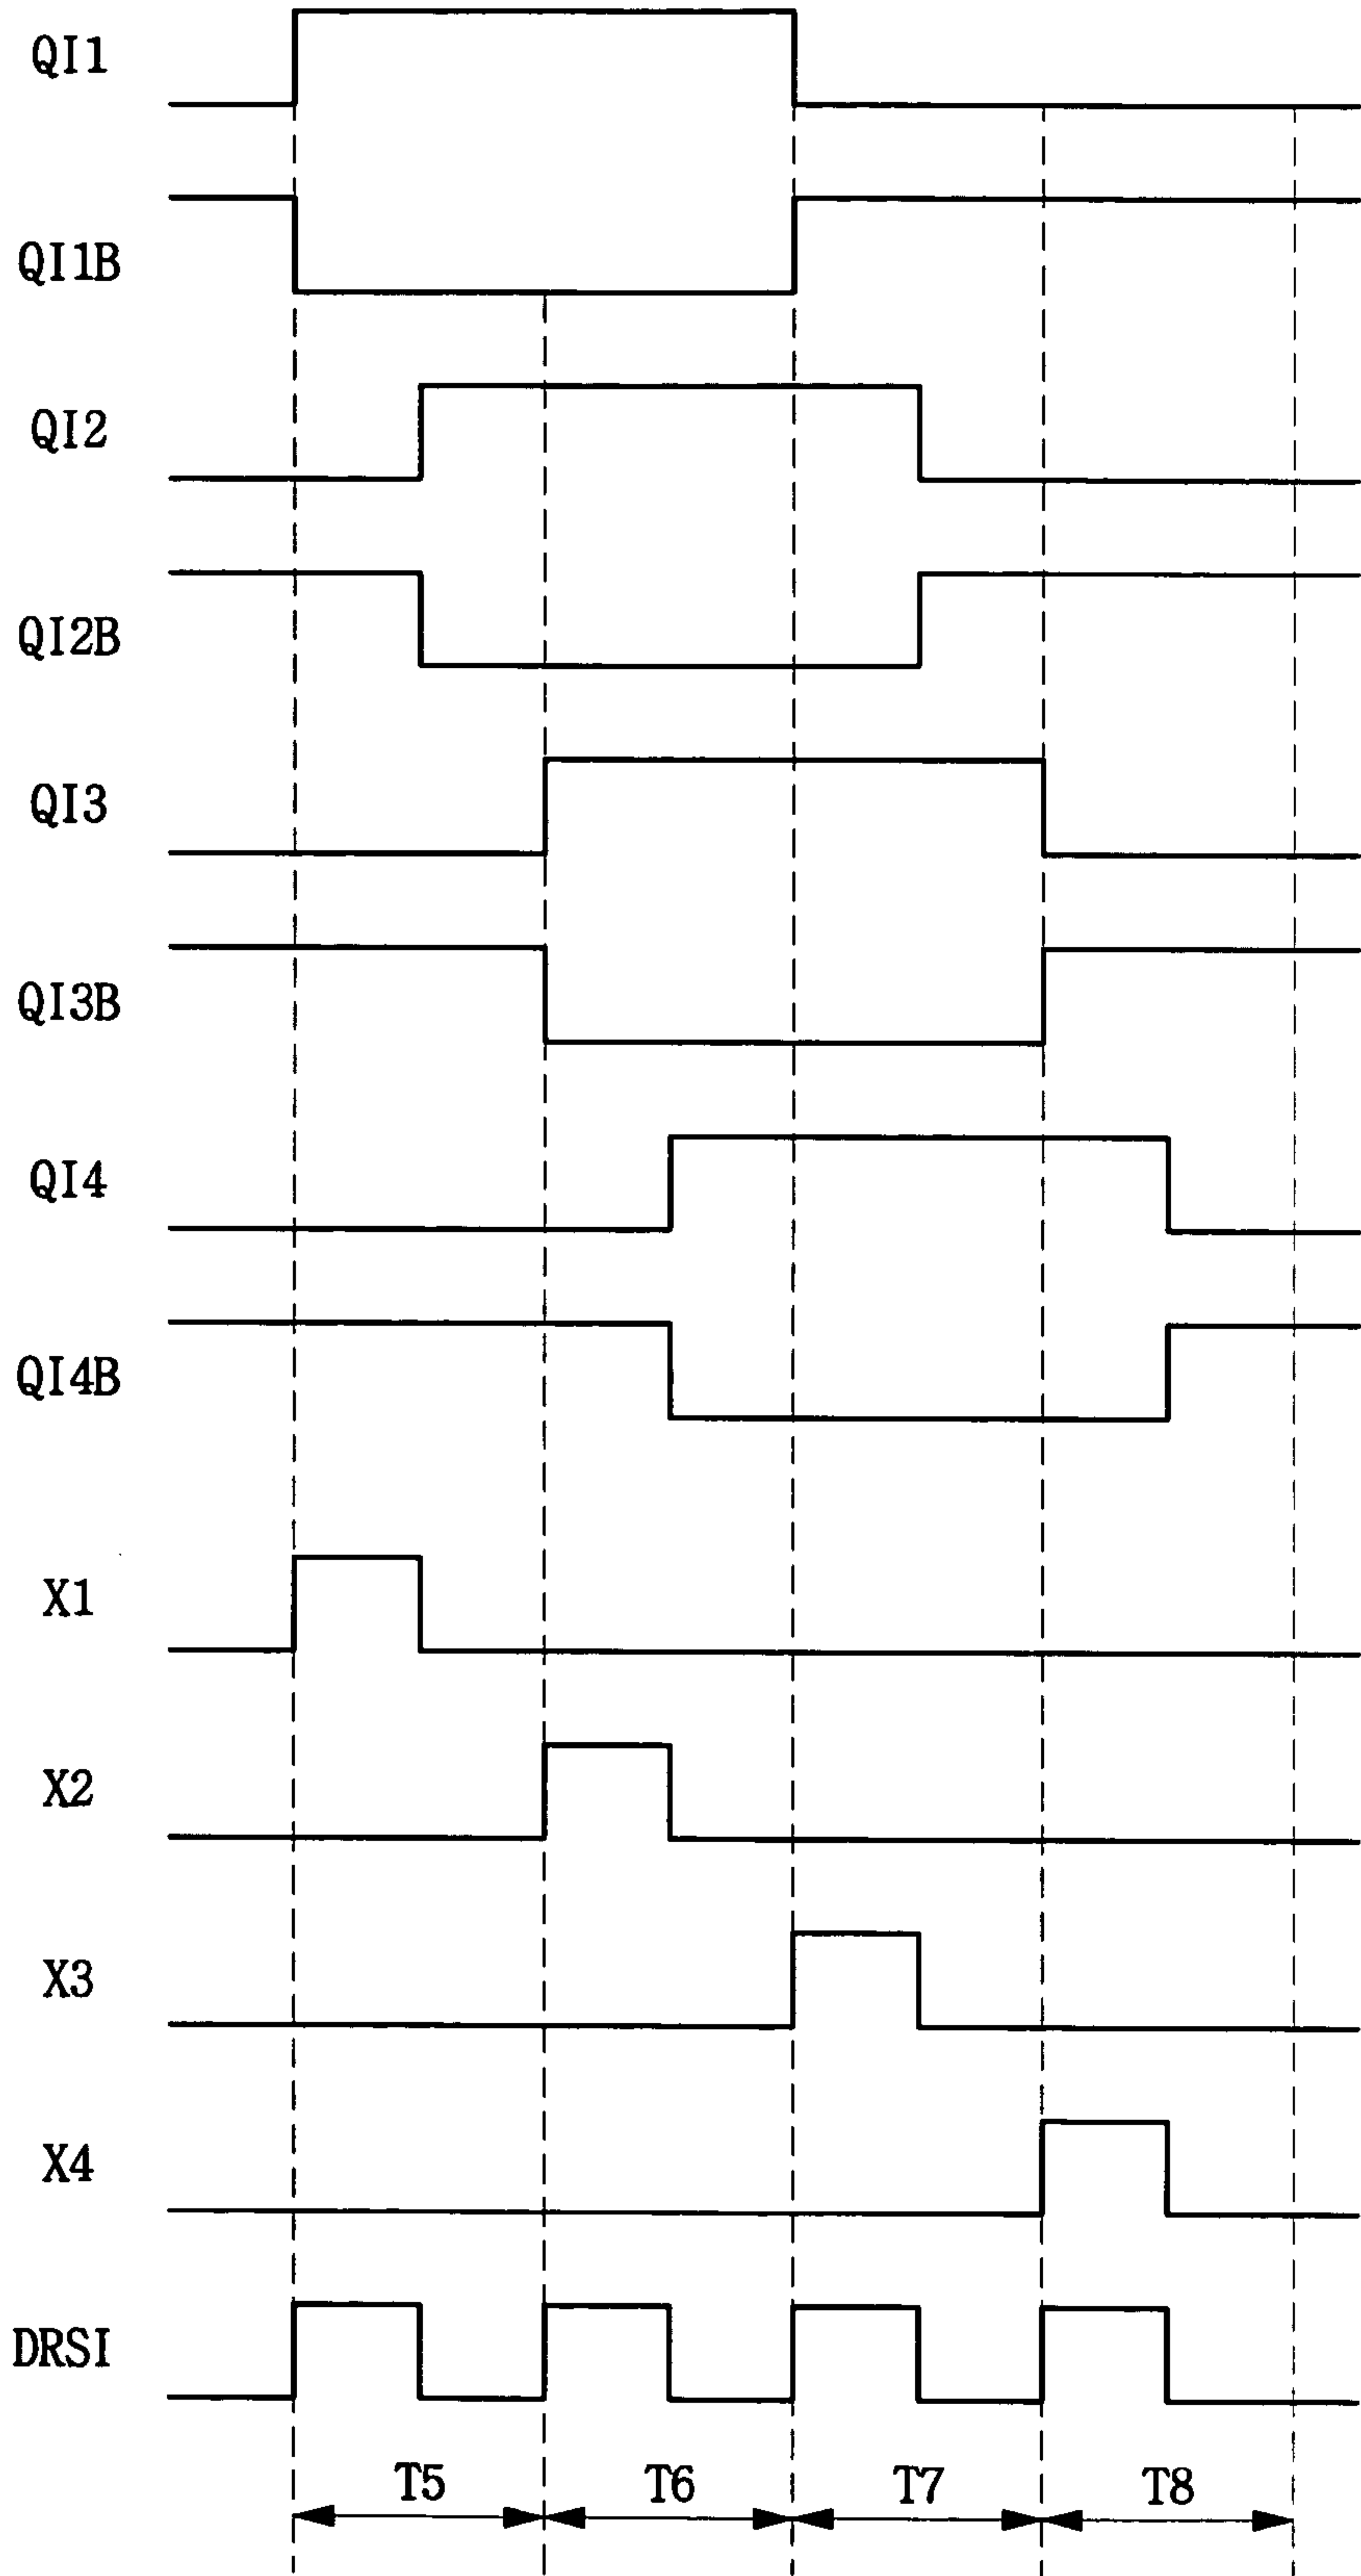 QI1
QI1B
QI2
QI2B
QI3
QI3B
QI4
QI4B
X1
X2
X3
X4
DRSI
T5 T6 T7 T8